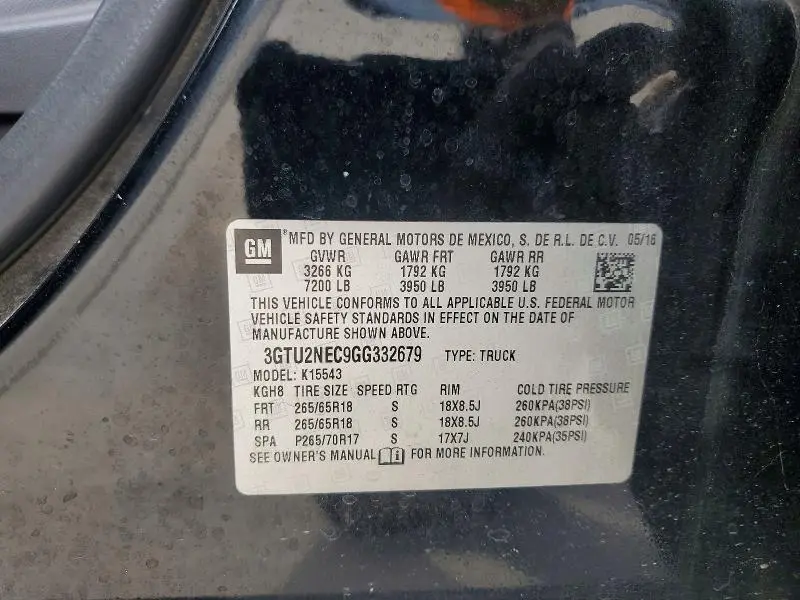 GM ® MFD BY GENERAL MOTORS DE MEXICO, S. DE R.L. DE C.V. 05/16
GVWR GAWR FRT GAWR RR
3266 KG 1792 KG 1792 KG
7200 LB 3950 LB 3950 LB
THIS VEHICLE CONFORMS TO ALL APPLICABLE U.S. FEDERAL MOTOR
VEHICLE SAFETY STANDARDS IN EFFECT ON THE DATE OF
MANUFACTURE SHOWN ABOVE.
3GTU2NEC9GG332679 TYPE: TRUCK
MODEL: K15543
KGH8 TIRE SIZE SPEED RTG RIM COLD TIRE PRESSURE
FRT 265/65R18 S 18X8.5J 260KPA(38PSI)
RR 265/65R18 S 18X8.5J 260KPA(38PSI)
SPA P265/70R17 S 17X7J 240KPA(35PSI)
SEE OWNER'S MANUAL FOR MORE INFORMATION.